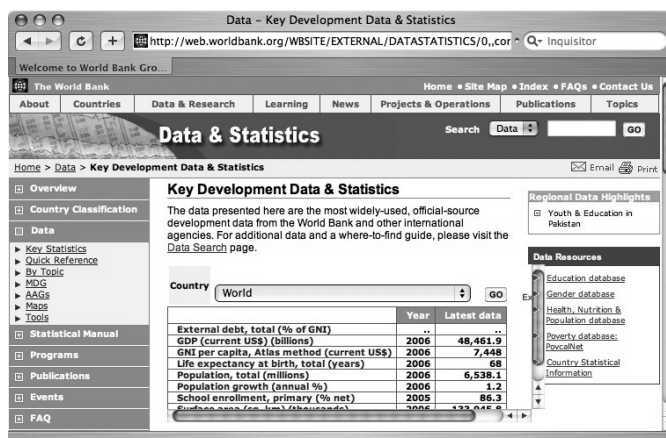 Data – Key Development Data & Statistics
http://web.worldbank.org/WBSITE/EXTERNAL/DATASTATISTICS/0,,cor
Inquisitor
Welcome to World Bank Gro...
The World Bank
Home • Site Map • Index • FAQs • Contact Us
About Countries Data & Research Learning News Projects & Operations Publications Topics
Data & Statistics
Search Data GO
Home > Data > Key Development Data & Statistics
Email Print
Overview
Country Classification
Data
Key Statistics
Quick Reference
By Topic
MDG
AAGs
Maps
Tools
Statistical Manual
Programs
Publications
Events
FAQ
Key Development Data & Statistics
The data presented here are the most widely-used, official-source
development data from the World Bank and other international
agencies. For additional data and a where-to-find guide, please visit the
Data Search page.
Country World GO
Year Latest data
External debt, total (% of GNI) .. ..
GDP (current US$) (billions) 2006 48,461.9
GNI per capita, Atlas method (current US$) 2006 7,448
Life expectancy at birth, total (years) 2006 68
Population, total (millions) 2006 6,538.1
Population growth (annual %) 2006 1.2
School enrollment, primary (% net) 2005 86.3
Surface area (sq. km) (thousands) 2006 133,945.8
Regional Data Highlights
Youth & Education in
Pakistan
Data Resources
Education database
Gender database
Health, Nutrition &
Population database
Poverty database:
PovcalNet
Country Statistical
Information
Ex